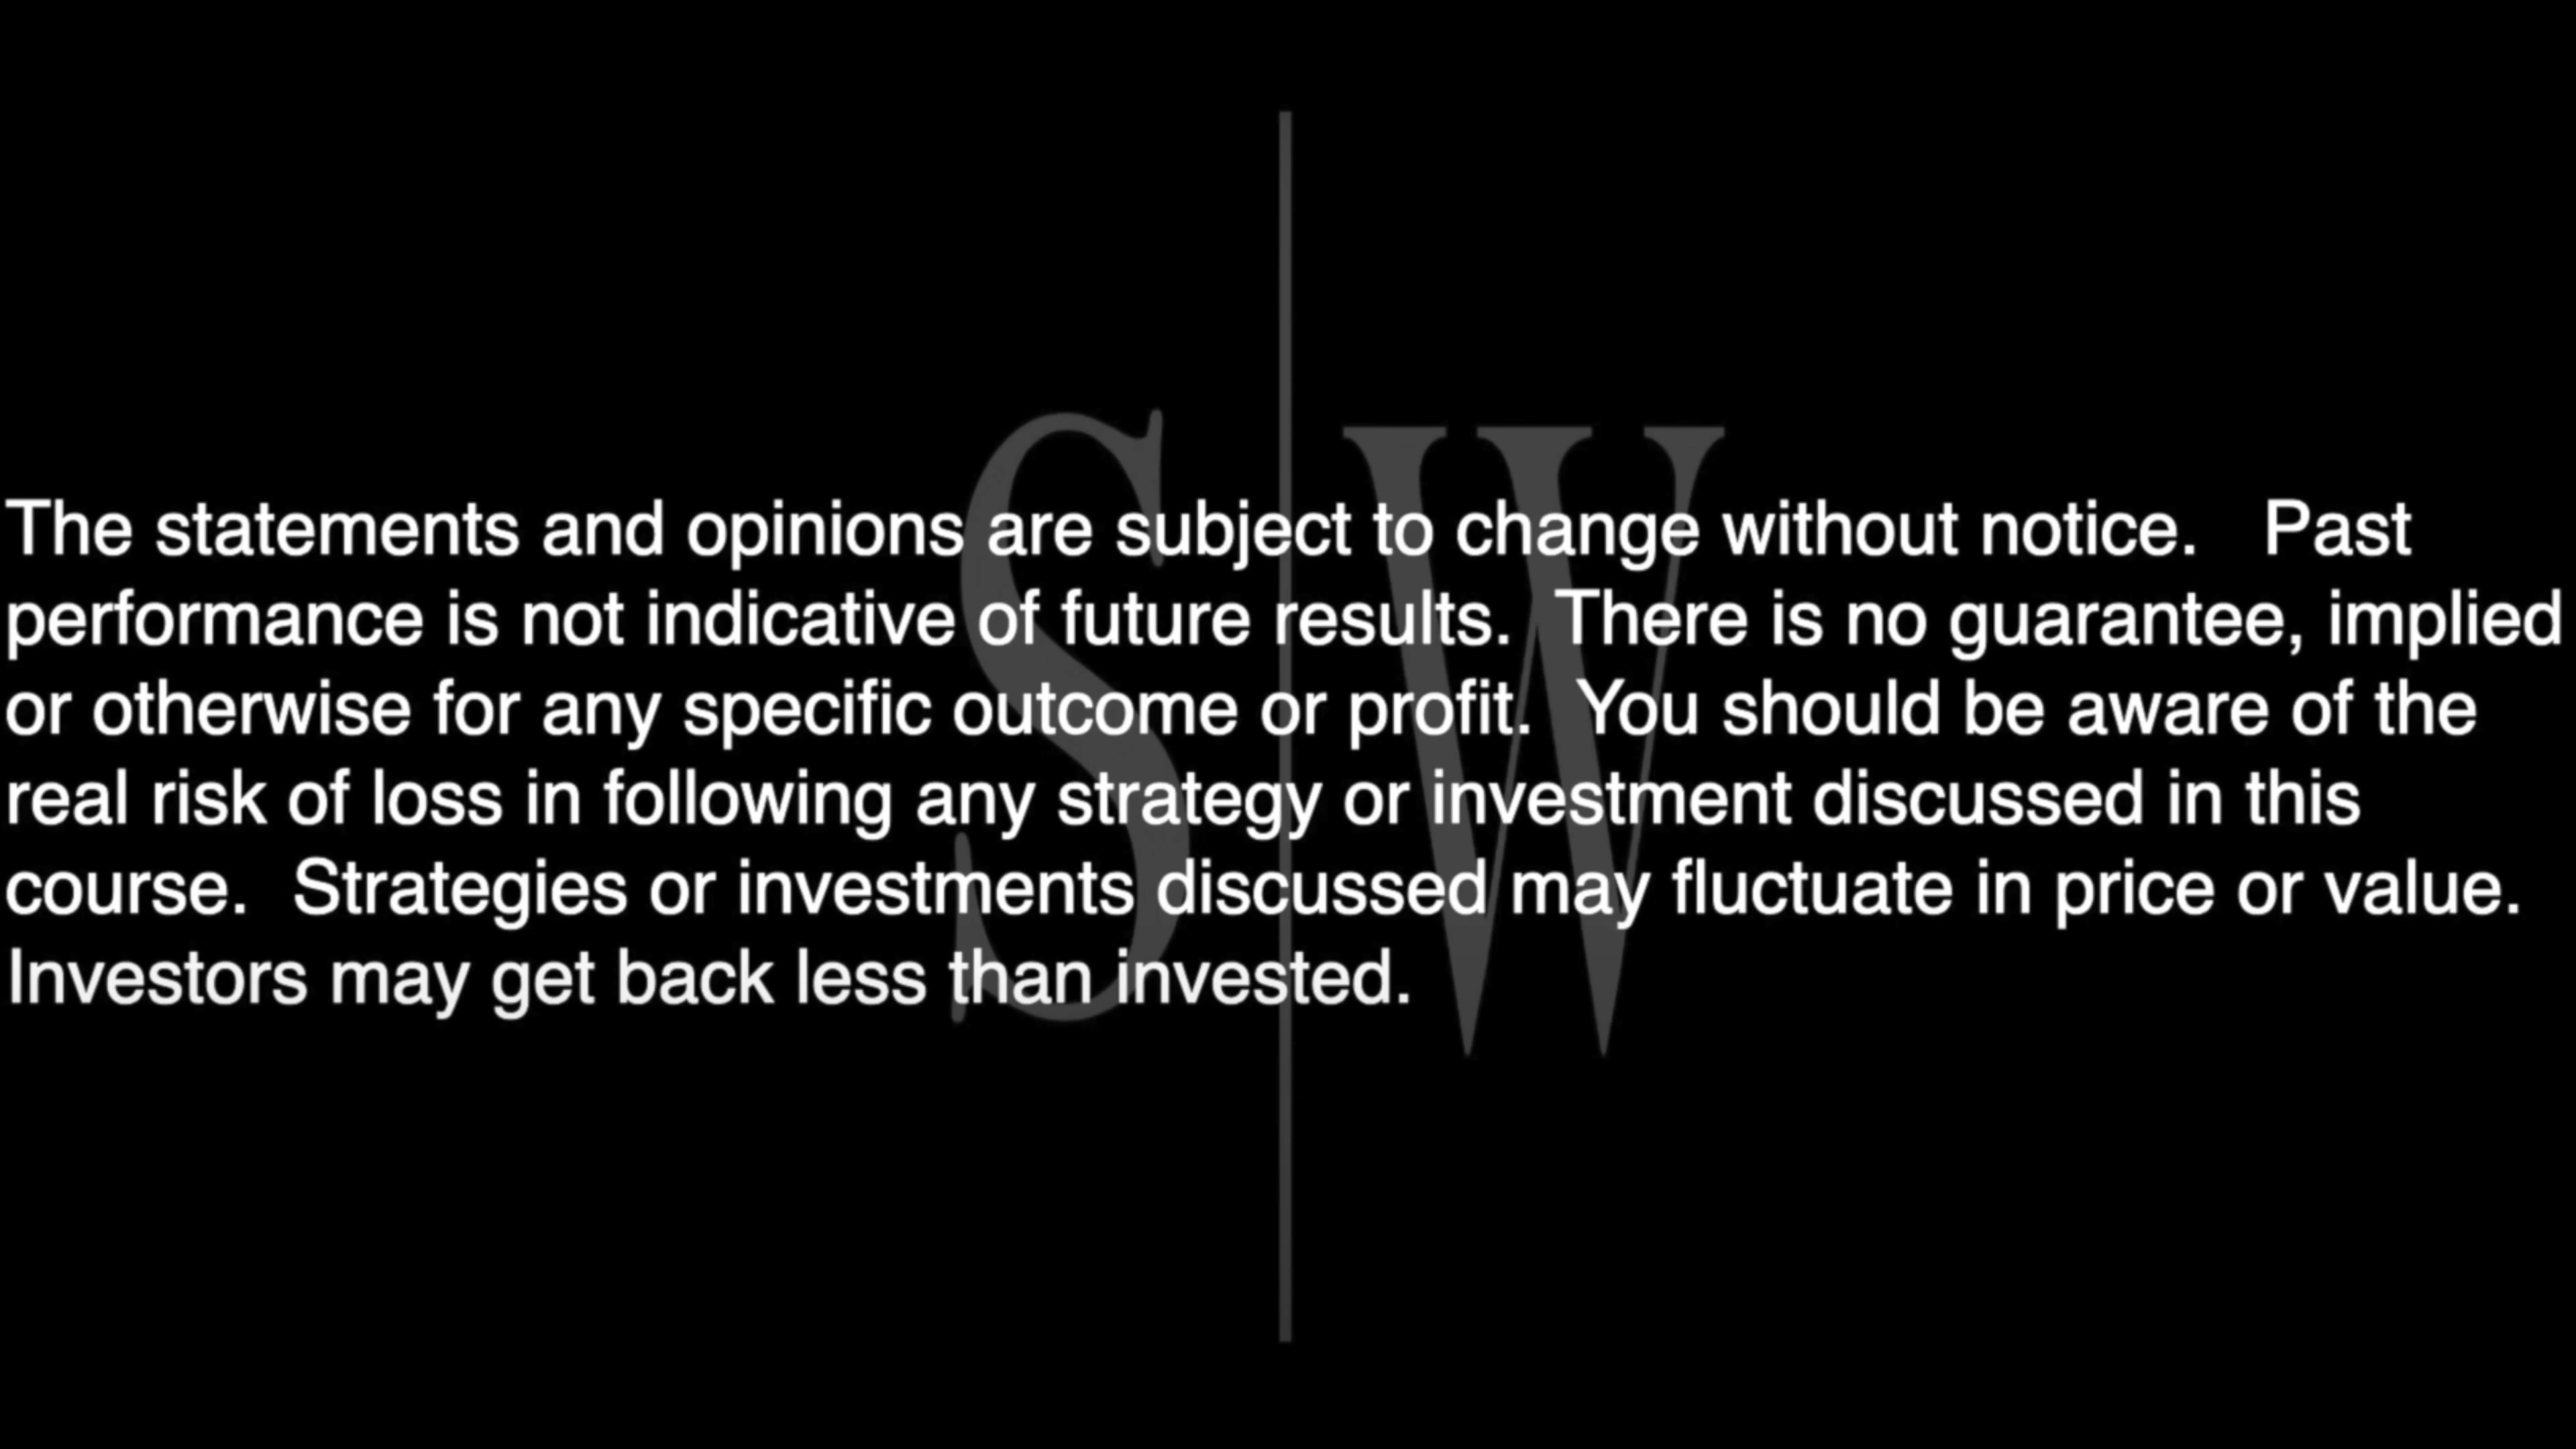 S W
The statements and opinions are subject to change without notice.   Past
performance is not indicative of future results.  There is no guarantee, implied
or otherwise for any specific outcome or profit.  You should be aware of the
real risk of loss in following any strategy or investment discussed in this
course.  Strategies or investments discussed may fluctuate in price or value.
Investors may get back less than invested.